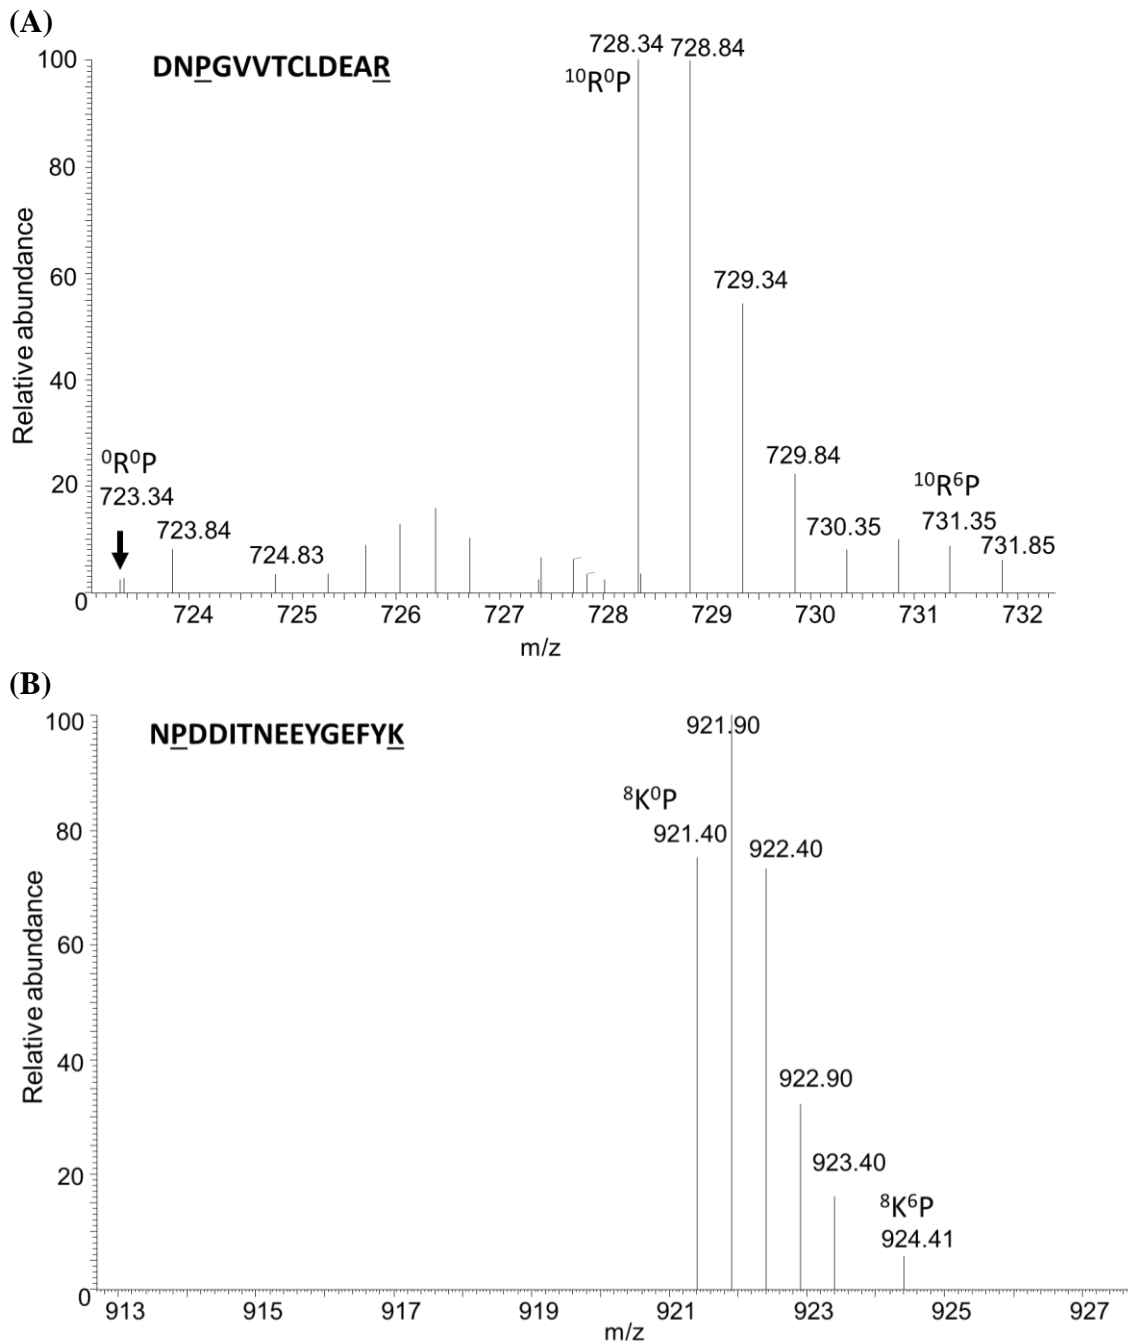 (A)
DNPGVVTCLDEAR
Relative abundance
100
80
60
40
20
0
⁰R⁰P
723.34
723.84
724.83
728.34 728.84
¹⁰R⁰P
729.34
729.84
730.35
¹⁰R⁶P
731.35
731.85
724 725 726 727 728 729 730 731 732
m/z
(B)
NPDDITNEEYGEFYK
Relative abundance
100
80
60
40
20
0
921.90
⁸K⁰P
921.40
922.40
922.90
923.40
⁸K⁶P
924.41
913 915 917 919 921 923 925 927
m/z